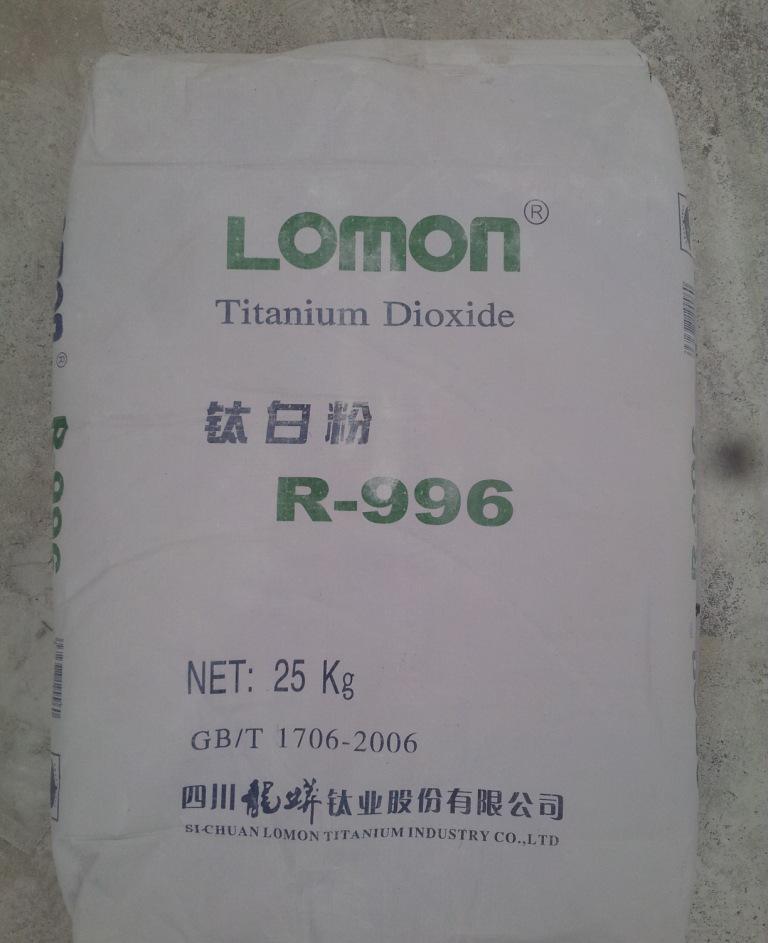 LOMON®
Titanium Dioxide
钛白粉
R-996
NET: 25 Kg
GB/T 1706-2006
四川龍蟒钛业股份有限公司
SI-CHUAN LOMON TITANIUM INDUSTRY CO.,LTD